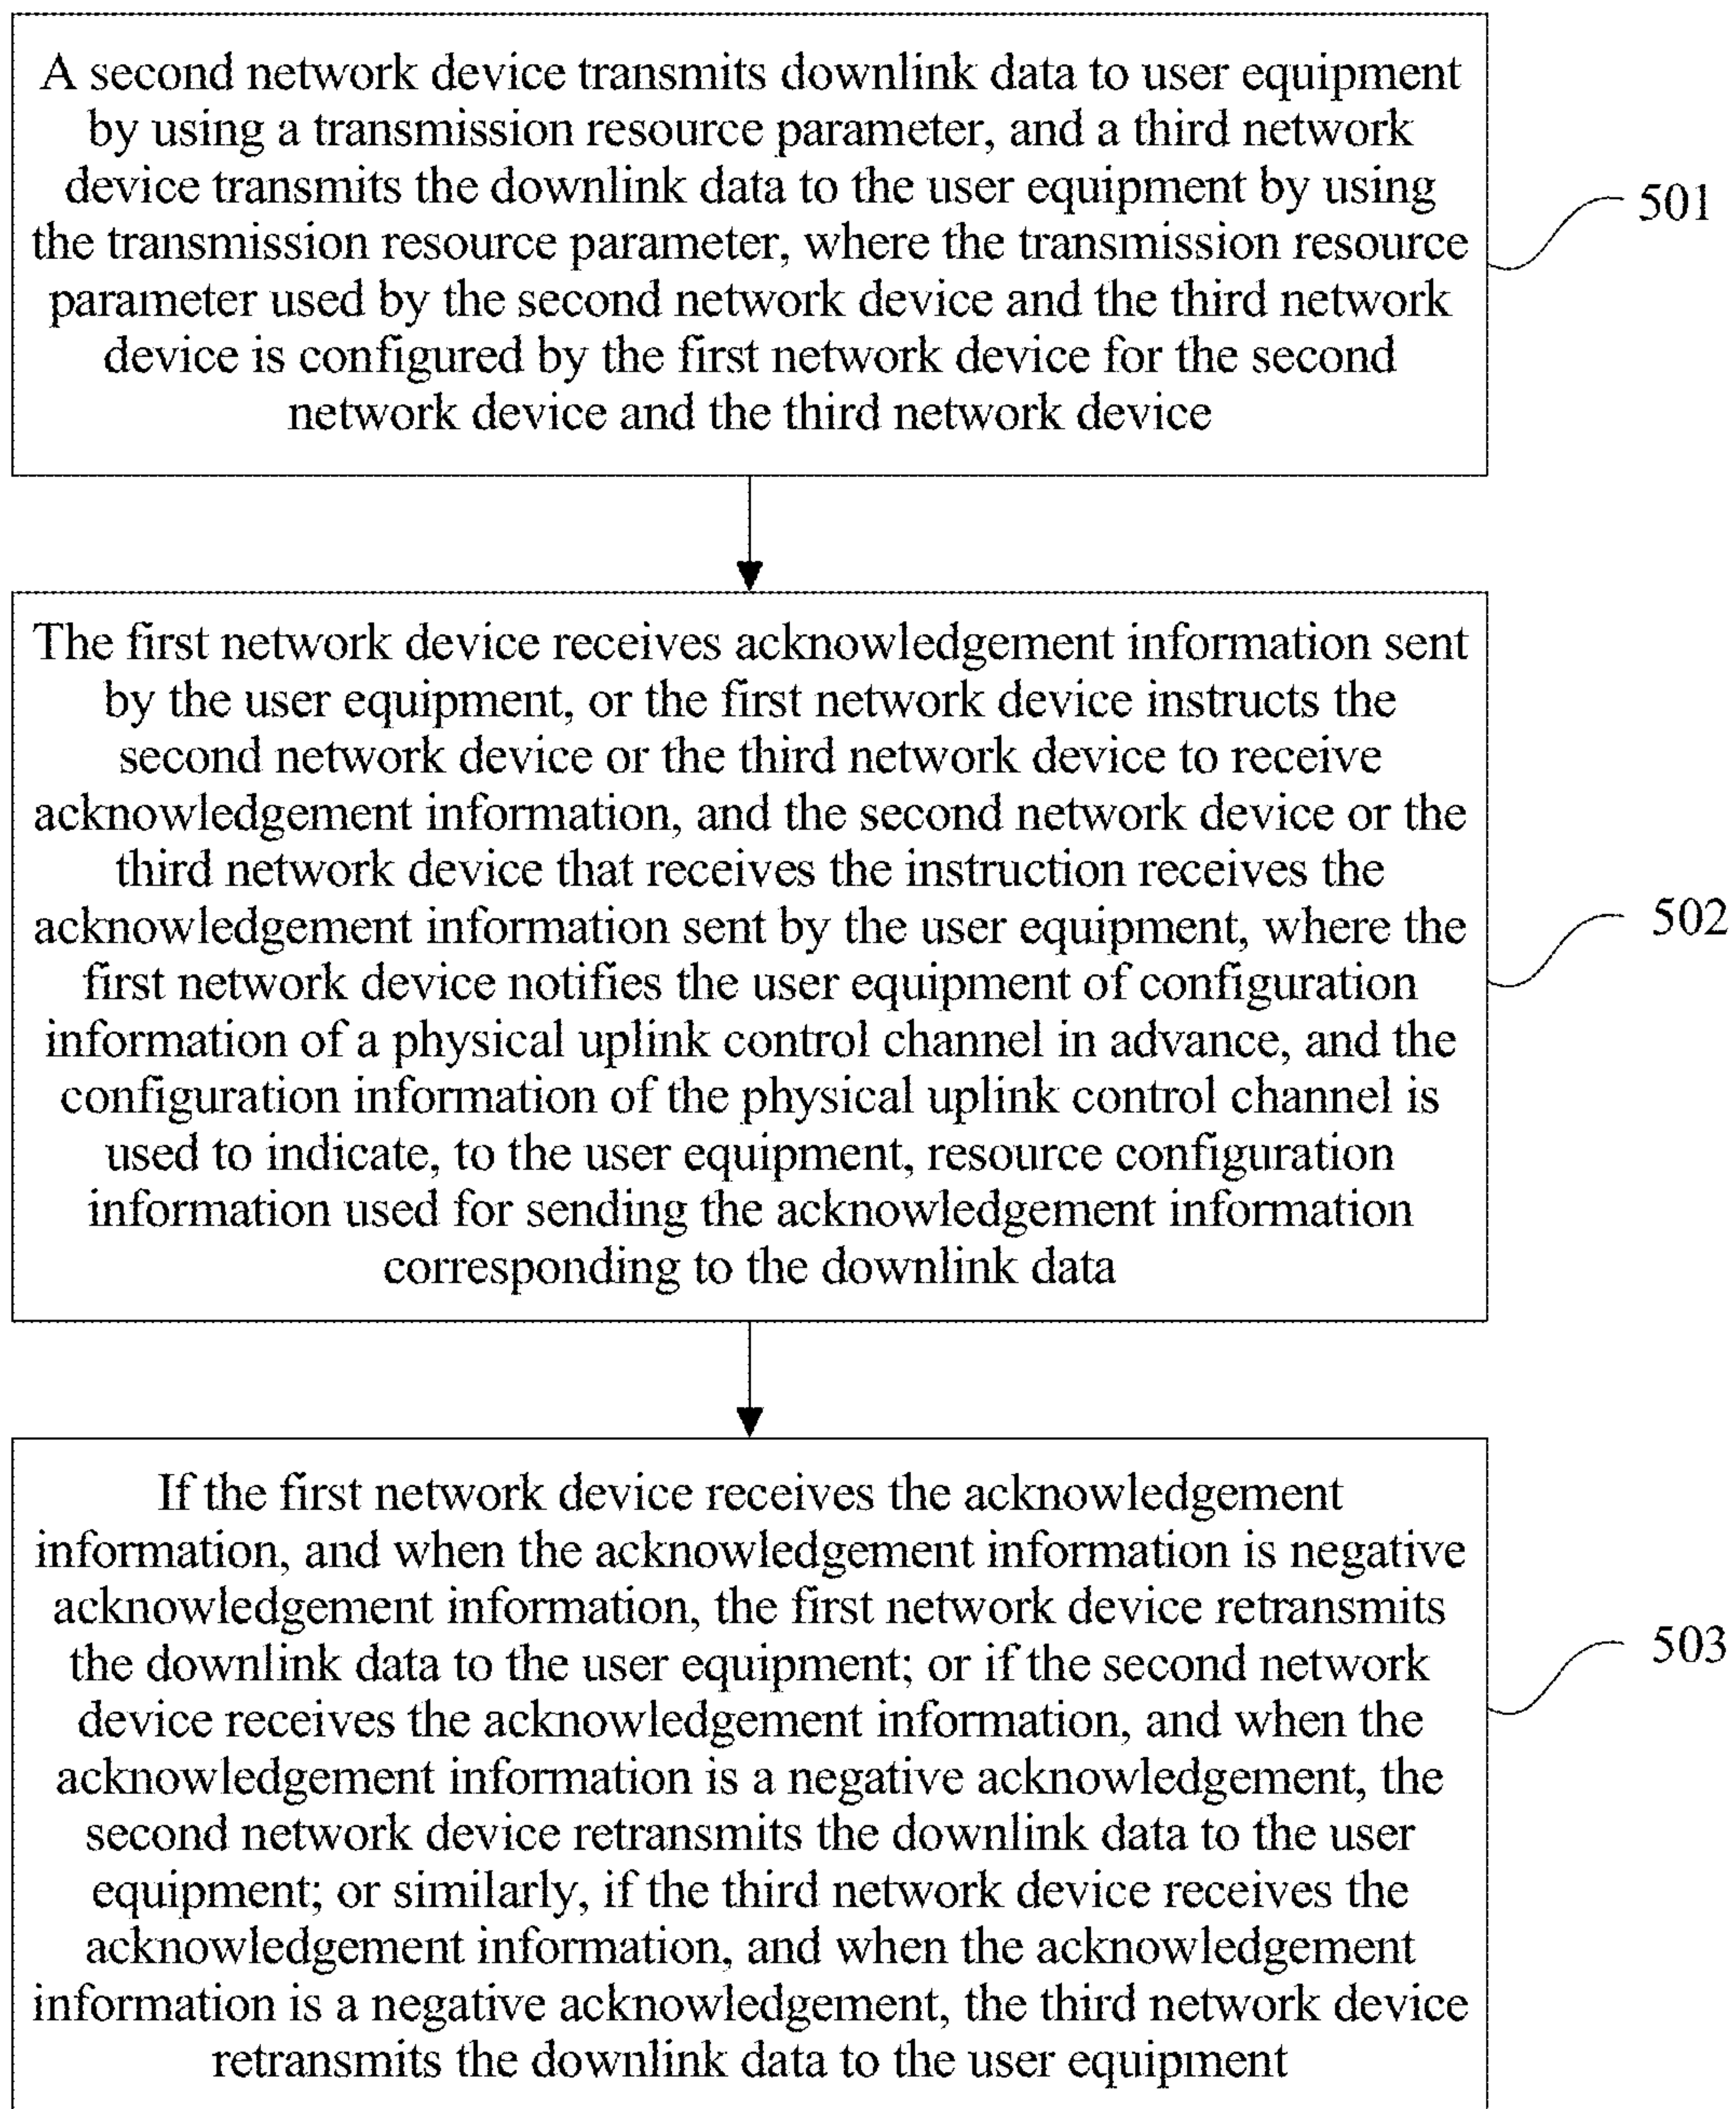 A second network device transmits downlink data to user equipment
by using a transmission resource parameter, and a third network
device transmits the downlink data to the user equipment by using
the transmission resource parameter, where the transmission resource
parameter used by the second network device and the third network
device is configured by the first network device for the second
network device and the third network device
501
The first network device receives acknowledgement information sent
by the user equipment, or the first network device instructs the
second network device or the third network device to receive
acknowledgement information, and the second network device or the
third network device that receives the instruction receives the
acknowledgement information sent by the user equipment, where the
first network device notifies the user equipment of configuration
information of a physical uplink control channel in advance, and the
configuration information of the physical uplink control channel is
used to indicate, to the user equipment, resource configuration
information used for sending the acknowledgement information
corresponding to the downlink data
502
If the first network device receives the acknowledgement
information, and when the acknowledgement information is negative
acknowledgement information, the first network device retransmits
the downlink data to the user equipment; or if the second network
device receives the acknowledgement information, and when the
acknowledgement information is a negative acknowledgement, the
second network device retransmits the downlink data to the user
equipment; or similarly, if the third network device receives the
acknowledgement information, and when the acknowledgement
information is a negative acknowledgement, the third network device
retransmits the downlink data to the user equipment
503